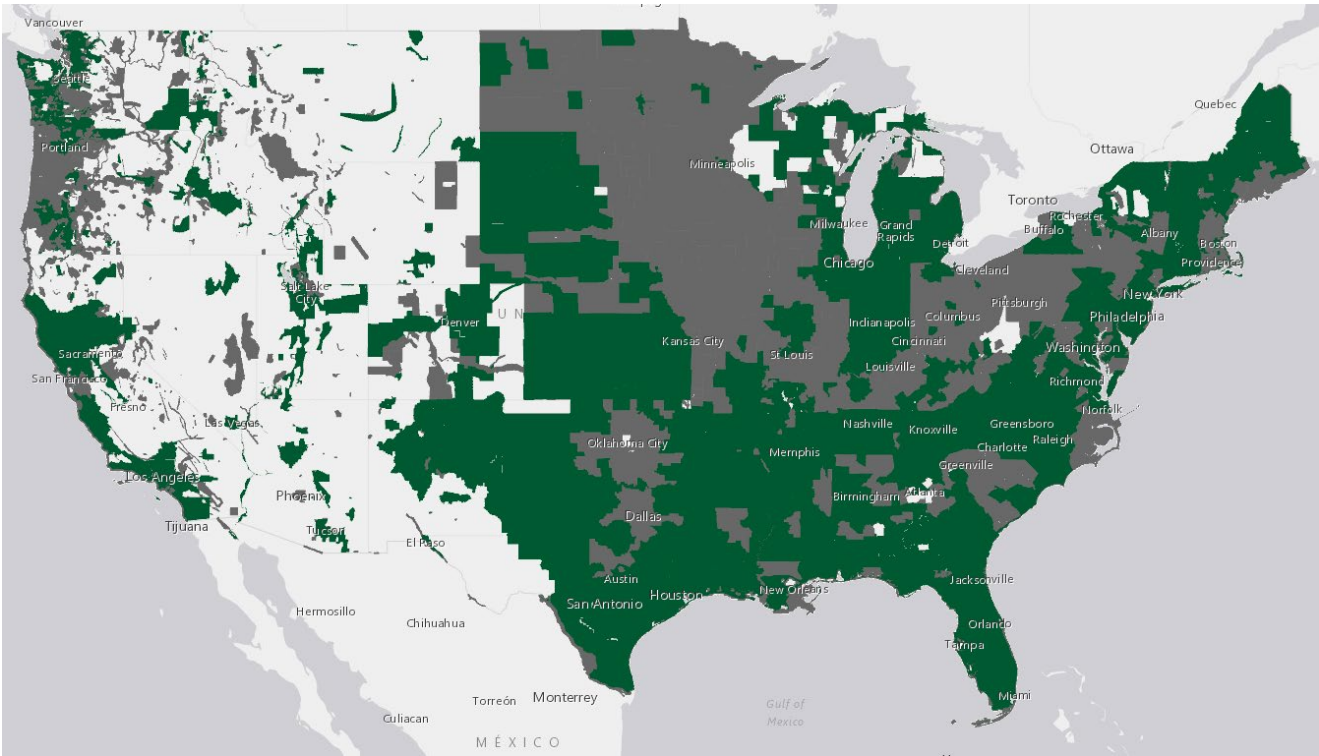 Vancouver
Quebec
Seattle
Ottawa
Portland
Minneapolis
Toronto
Rochester
Buffalo
Milwaukee
Grand
Rapids
Detroit
Albany
Boston
Providence
Chicago
Cleveland
Salt Lake
City
New York
Pittsburgh
Denver
U N
Indianapolis
Columbus
Philadelphia
Sacramento
Kansas City
St Louis
Cincinnati
Washington
San Francisco
Louisville
Richmond
Fresno
Las Vegas
Norfolk
Nashville
Knoxville
Greensboro
Oklahoma City
Memphis
Charlotte
Raleigh
Los Angeles
Greenville
Phoenix
Birmingham
Atlanta
Tijuana
Tucson
Dallas
El Paso
Austin
Jacksonville
Hermosillo
San Antonio
Houston
New Orleans
Chihuahua
Orlando
Tampa
Torreón
Monterrey
Miami
Gulf of
Mexico
Culiacan
MÉXICO